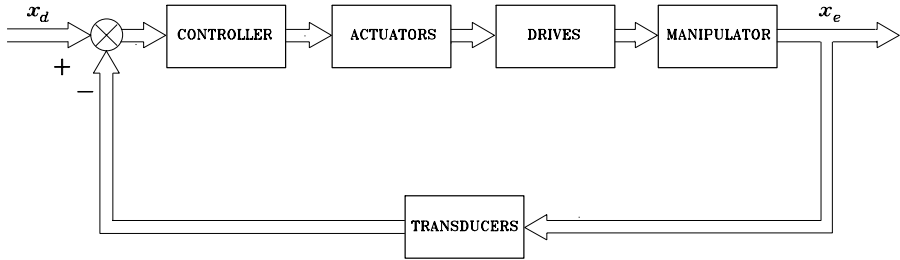 x_d
x_e
CONTROLLER
ACTUATORS
DRIVES
MANIPULATOR
+
−
TRANSDUCERS